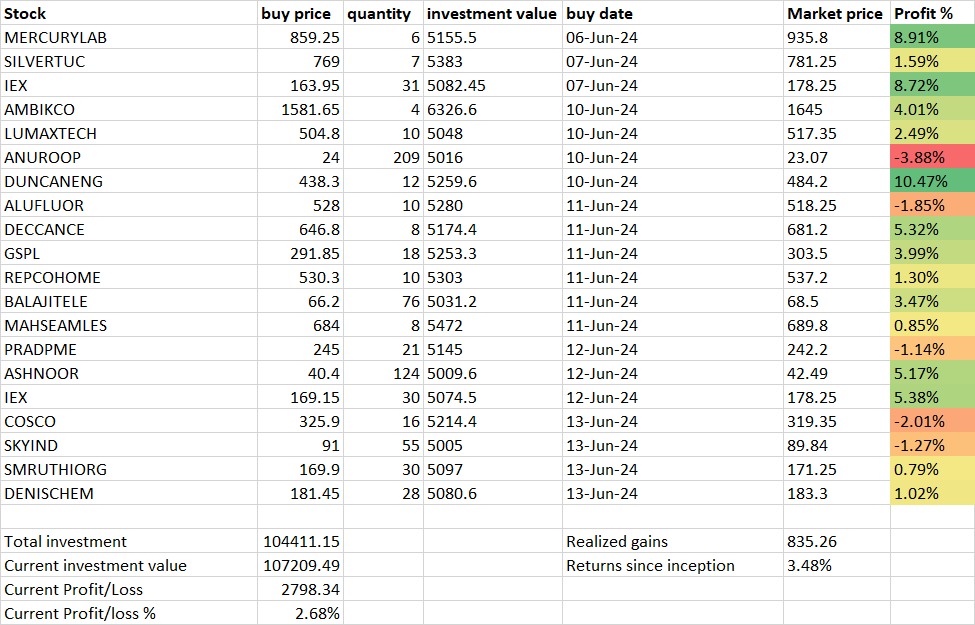 Stock buy price quantity investment value buy date Market price Profit %
MERCURYLAB 859.25 6 5155.5 06-Jun-24 935.8 8.91%
SILVERTUC 769 7 5383 07-Jun-24 781.25 1.59%
IEX 163.95 31 5082.45 07-Jun-24 178.25 8.72%
AMBIKCO 1581.65 4 6326.6 10-Jun-24 1645 4.01%
LUMAXTECH 504.8 10 5048 10-Jun-24 517.35 2.49%
ANUROOP 24 209 5016 10-Jun-24 23.07 -3.88%
DUNCANENG 438.3 12 5259.6 10-Jun-24 484.2 10.47%
ALUFLUOR 528 10 5280 11-Jun-24 518.25 -1.85%
DECCANCE 646.8 8 5174.4 11-Jun-24 681.2 5.32%
GSPL 291.85 18 5253.3 11-Jun-24 303.5 3.99%
REPCOHOME 530.3 10 5303 11-Jun-24 537.2 1.30%
BALAJITELE 66.2 76 5031.2 11-Jun-24 68.5 3.47%
MAHSEAMLES 684 8 5472 11-Jun-24 689.8 0.85%
PRADPME 245 21 5145 12-Jun-24 242.2 -1.14%
ASHNOOR 40.4 124 5009.6 12-Jun-24 42.49 5.17%
IEX 169.15 30 5074.5 12-Jun-24 178.25 5.38%
COSCO 325.9 16 5214.4 13-Jun-24 319.35 -2.01%
SKYIND 91 55 5005 13-Jun-24 89.84 -1.27%
SMRUTHIORG 169.9 30 5097 13-Jun-24 171.25 0.79%
DENISCHEM 181.45 28 5080.6 13-Jun-24 183.3 1.02%
Total investment 104411.15 Realized gains 835.26
Current investment value 107209.49 Returns since inception 3.48%
Current Profit/Loss 2798.34
Current Profit/loss % 2.68%